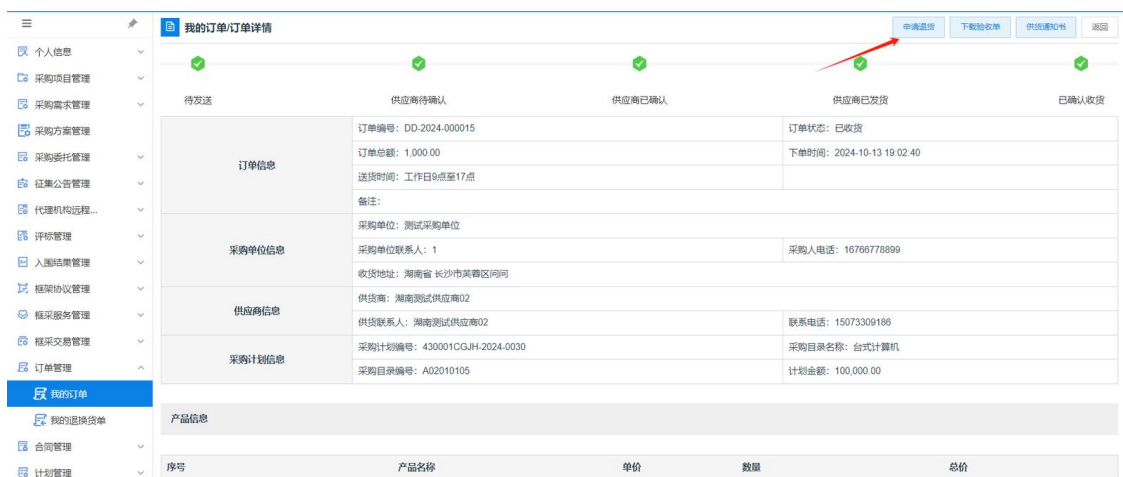 我的订单/订单详情
申请退货 下载验收单 供货通知书 返回
个人信息
采购项目管理
采购需求管理
采购方案管理
采购委托管理
征集公告管理
代理机构远程...
评标管理
入围结果管理
框架协议管理
框采服务管理
框采交易管理
订单管理
我的订单
我的退换货单
合同管理
计划管理
待发送 供应商待确认 供应商已确认 供应商已发货 已确认收货
订单信息
订单编号：DD-2024-000015 订单状态：已收货
订单总额：1,000.00 下单时间：2024-10-13 19:02:40
送货时间：工作日9点至17点
备注：
采购单位信息
采购单位：测试采购单位
采购单位联系人：1 采购人电话：16766778899
收货地址：湖南省 长沙市芙蓉区问问
供应商信息
供货商：湖南测试供应商02
供货联系人：湖南测试供应商02 联系电话：15073309186
采购计划信息
采购计划编号：430001CGJH-2024-0030 采购目录名称：台式计算机
采购目录编号：A02010105 计划金额：100,000.00
产品信息
序号 产品名称 单价 数量 总价